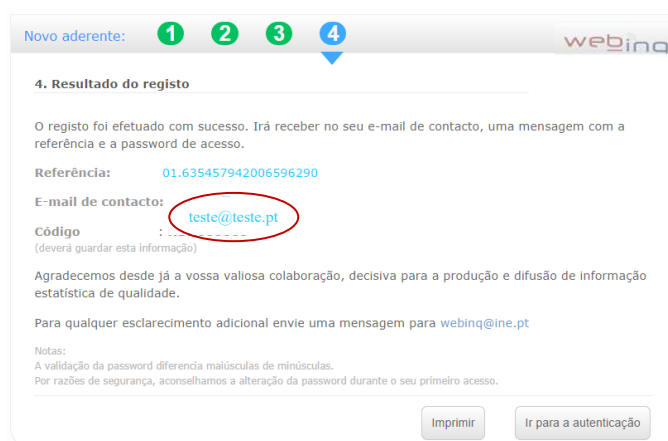 Novo aderente: 1 2 3 4
webinq
4. Resultado do registo
O registo foi efetuado com sucesso. Irá receber no seu e-mail de contacto, uma mensagem com a
referência e a password de acesso.
Referência: 01.635457942006596290
E-mail de contacto:
teste@teste.pt
Código :
(deverá guardar esta informação)
Agradecemos desde já a vossa valiosa colaboração, decisiva para a produção e difusão de informação
estatística de qualidade.
Para qualquer esclarecimento adicional envie uma mensagem para webinq@ine.pt
Notas:
A validação da password diferencia maiúsculas de minúsculas.
Por razões de segurança, aconselhamos a alteração da password durante o seu primeiro acesso.
Imprimir Ir para a autenticação